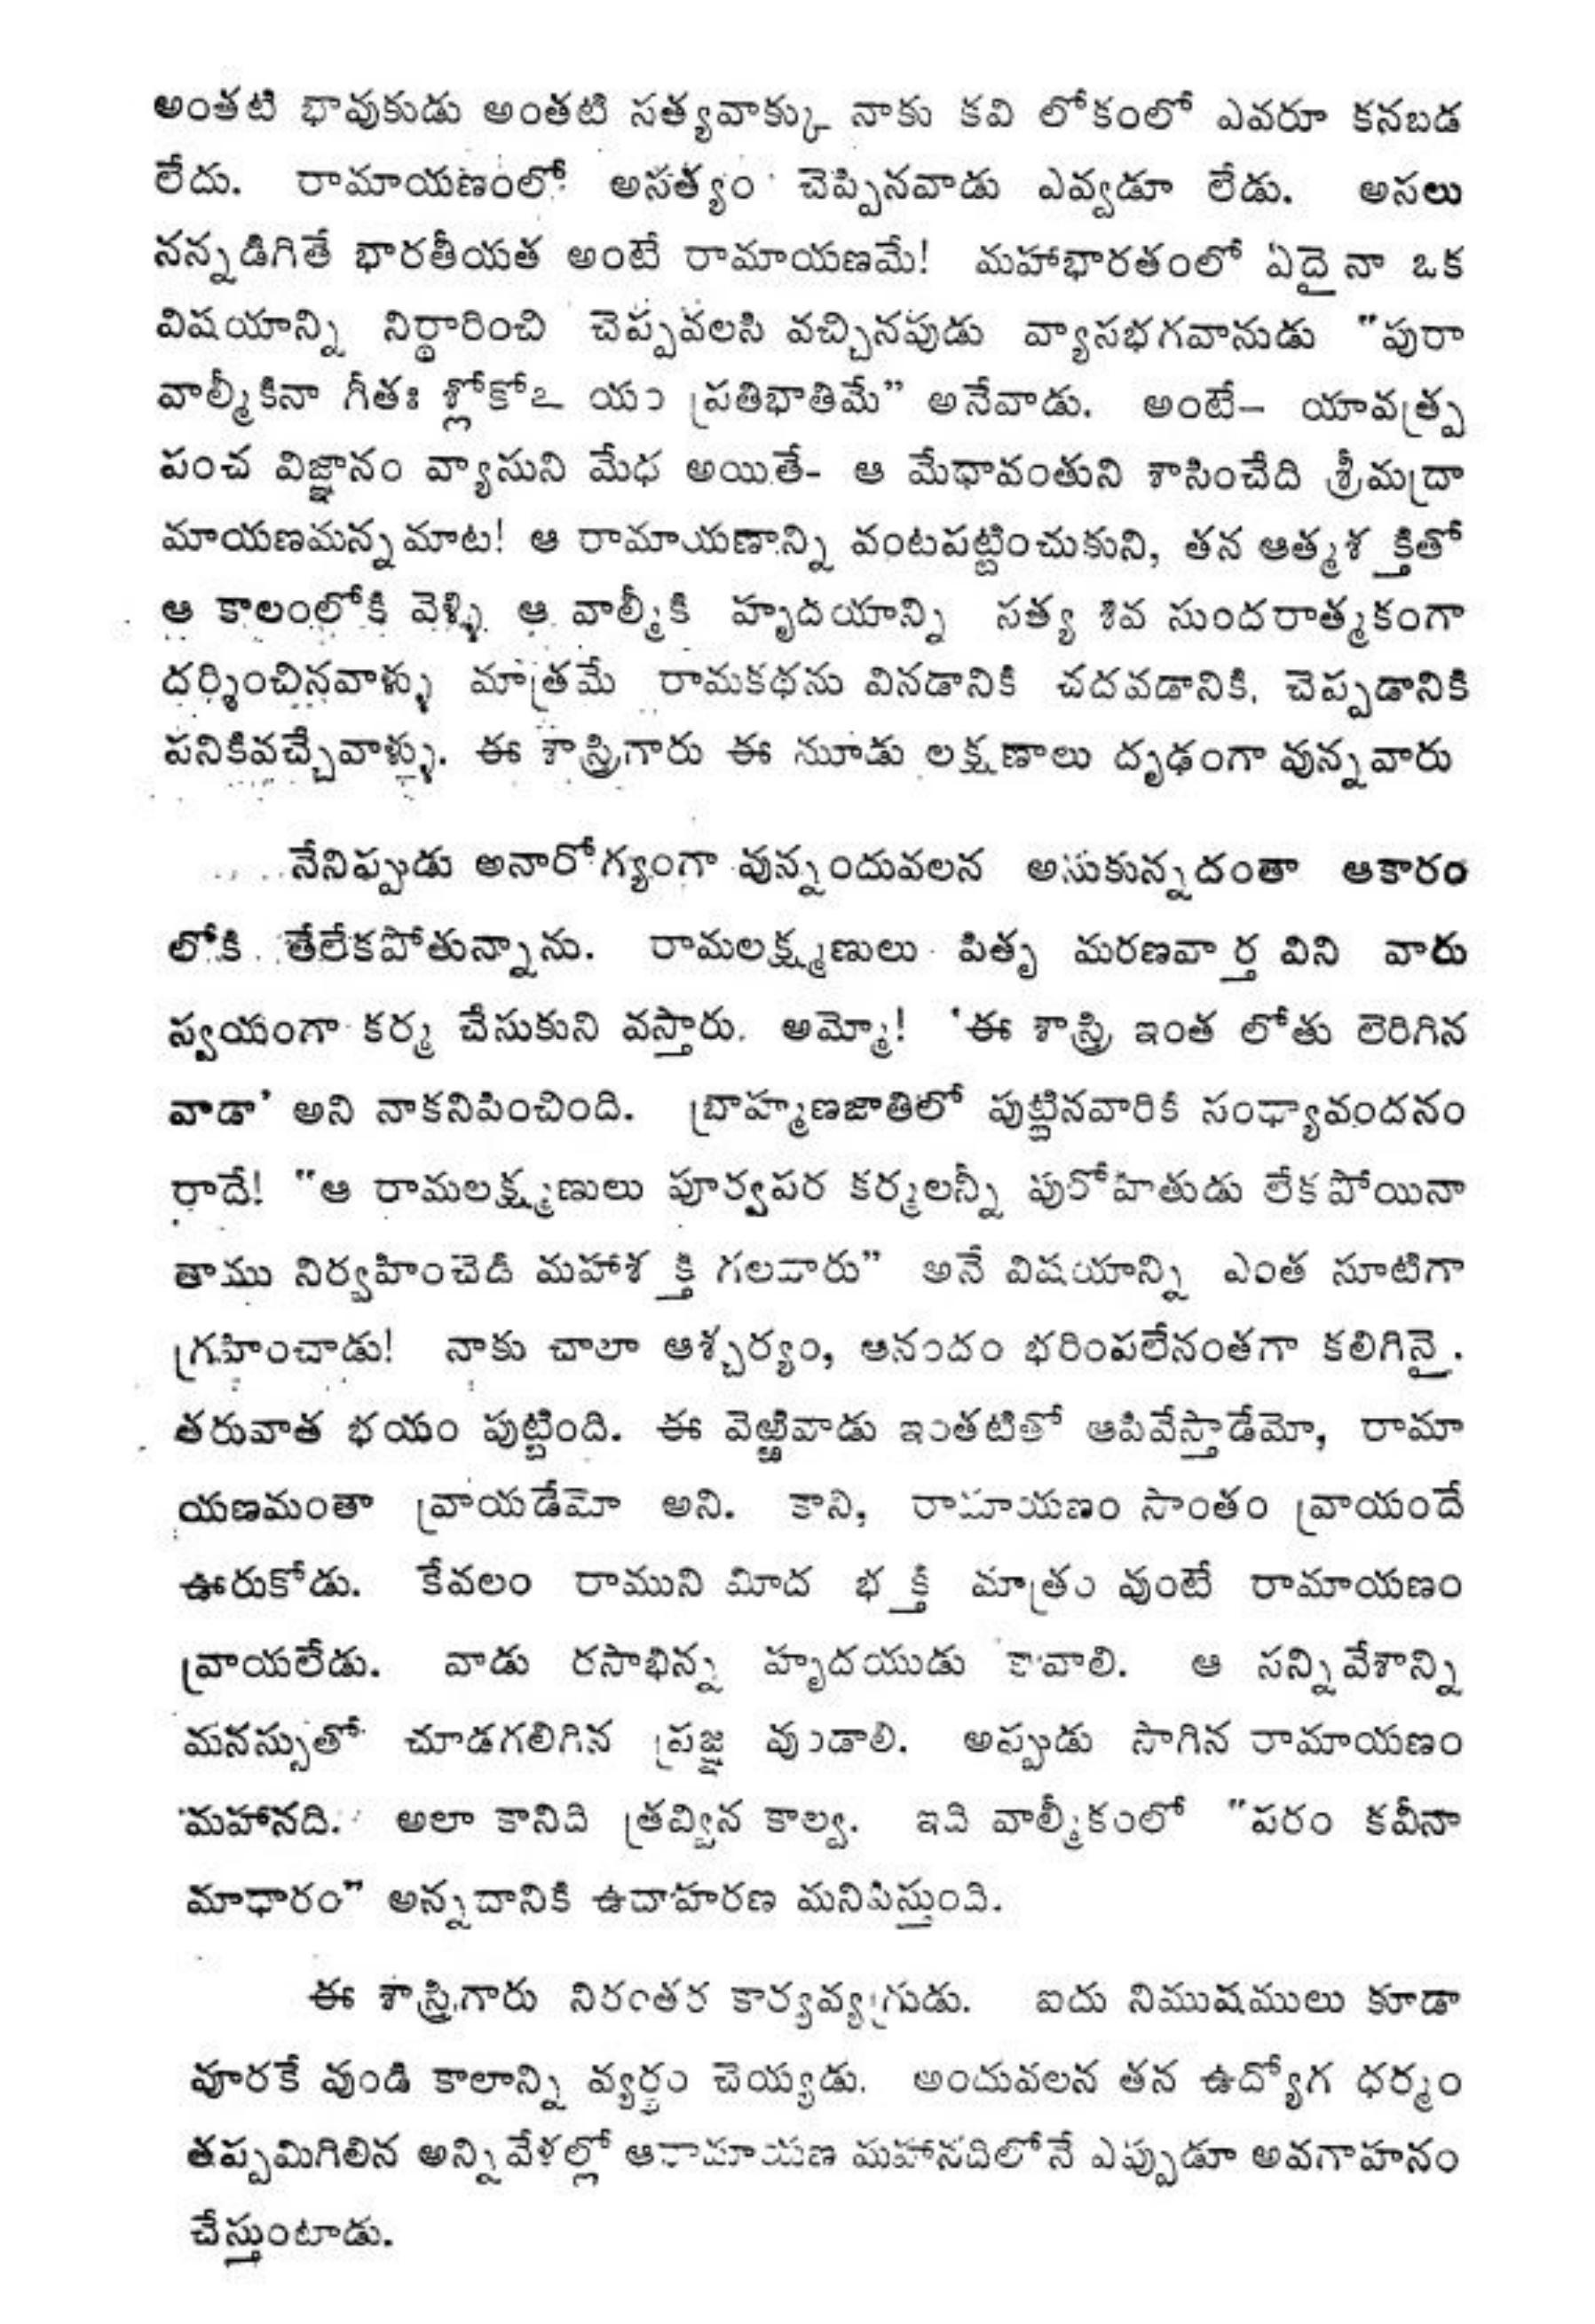 అంతటి భావుకుడు అంతటి సత్యవాక్కు నాకు కవి లోకంలో ఎవరూ కనబడ
లేదు. రామాయణంలో అసత్యం చెప్పినవాడు ఎవ్వడూ లేడు. అసలు
నన్నడిగితే భారతీయత అంటే రామాయణమే! మహాభారతంలో ఏదైనా ఒక
విషయాన్ని నిర్ధారించి చెప్పవలసి వచ్చినపుడు వ్యాసభగవానుడు "పురా
వాల్మీకినా గీతః శ్లోకోఽ యం ప్రతిభాతిమే" అనేవాడు. అంటే– యావత్ప్ర
పంచ విజ్ఞానం వ్యాసుని మేధ అయితే- ఆ మేధావంతుని శాసించేది శ్రీమద్రా
మాయణమన్నమాట! ఆ రామాయణాన్ని వంటపట్టించుకుని, తన ఆత్మశక్తితో
ఆ కాలంలోకి వెళ్ళి ఆ వాల్మీకి హృదయాన్ని సత్య శివ సుందరాత్మకంగా
దర్శించినవాళ్ళు మాత్రమే రామకథను వినడానికి చదవడానికి, చెప్పడానికి
పనికివచ్చేవాళ్ళు. ఈ శాస్త్రిగారు ఈ మూడు లక్షణాలు దృఢంగా వున్నవారు
నేనిప్పుడు అనారోగ్యంగా వున్నందువలన అనుకున్నదంతా ఆకారం
లోకి తేలేకపోతున్నాను. రామలక్ష్మణులు పితృ మరణవార్త విని వారు
స్వయంగా కర్మ చేసుకుని వస్తారు. అమ్మో! 'ఈ శాస్త్రి ఇంత లోతు లెరిగిన
వాడా' అని నాకనిపించింది. బ్రాహ్మణజాతిలో పుట్టినవారికి సంధ్యావందనం
రాదే! "ఆ రామలక్ష్మణులు పూర్వపర కర్మలన్నీ పురోహితుడు లేకపోయినా
తాము నిర్వహించెడి మహాశక్తి గలవారు" అనే విషయాన్ని ఎంత సూటిగా
గ్రహించాడు! నాకు చాలా ఆశ్చర్యం, ఆనందం భరింపలేనంతగా కలిగినై.
తరువాత భయం పుట్టింది. ఈ వెఱ్ఱివాడు ఇంతటితో ఆపివేస్తాడేమో, రామా
యణమంతా వ్రాయడేమో అని. కాని, రామాయణం సాంతం వ్రాయందే
ఊరుకోడు. కేవలం రాముని మీద భక్తి మాత్రం వుంటే రామాయణం
వ్రాయలేడు. వాడు రసాఖిన్న హృదయుడు కావాలి. ఆ సన్నివేశాన్ని
మనస్సుతో చూడగలిగిన ప్రజ్ఞ వుండాలి. అప్పుడు సాగిన రామాయణం
మహానది. అలా కానిది త్రవ్విన కాల్వ. ఇది వాల్మీకంలో "పరం కవీనా
మాధారం" అన్నదానికి ఉదాహరణ మనిపిస్తుంది.
ఈ శాస్త్రిగారు నిరంతర కార్యవ్యగ్రుడు. ఐదు నిముషములు కూడా
వూరకే వుండి కాలాన్ని వ్యర్థం చెయ్యడు. అందువలన తన ఉద్యోగ ధర్మం
తప్పమిగిలిన అన్నివేళల్లో ఆరామాయణ మహానదిలోనే ఎప్పుడూ అవగాహనం
చేస్తుంటాడు.